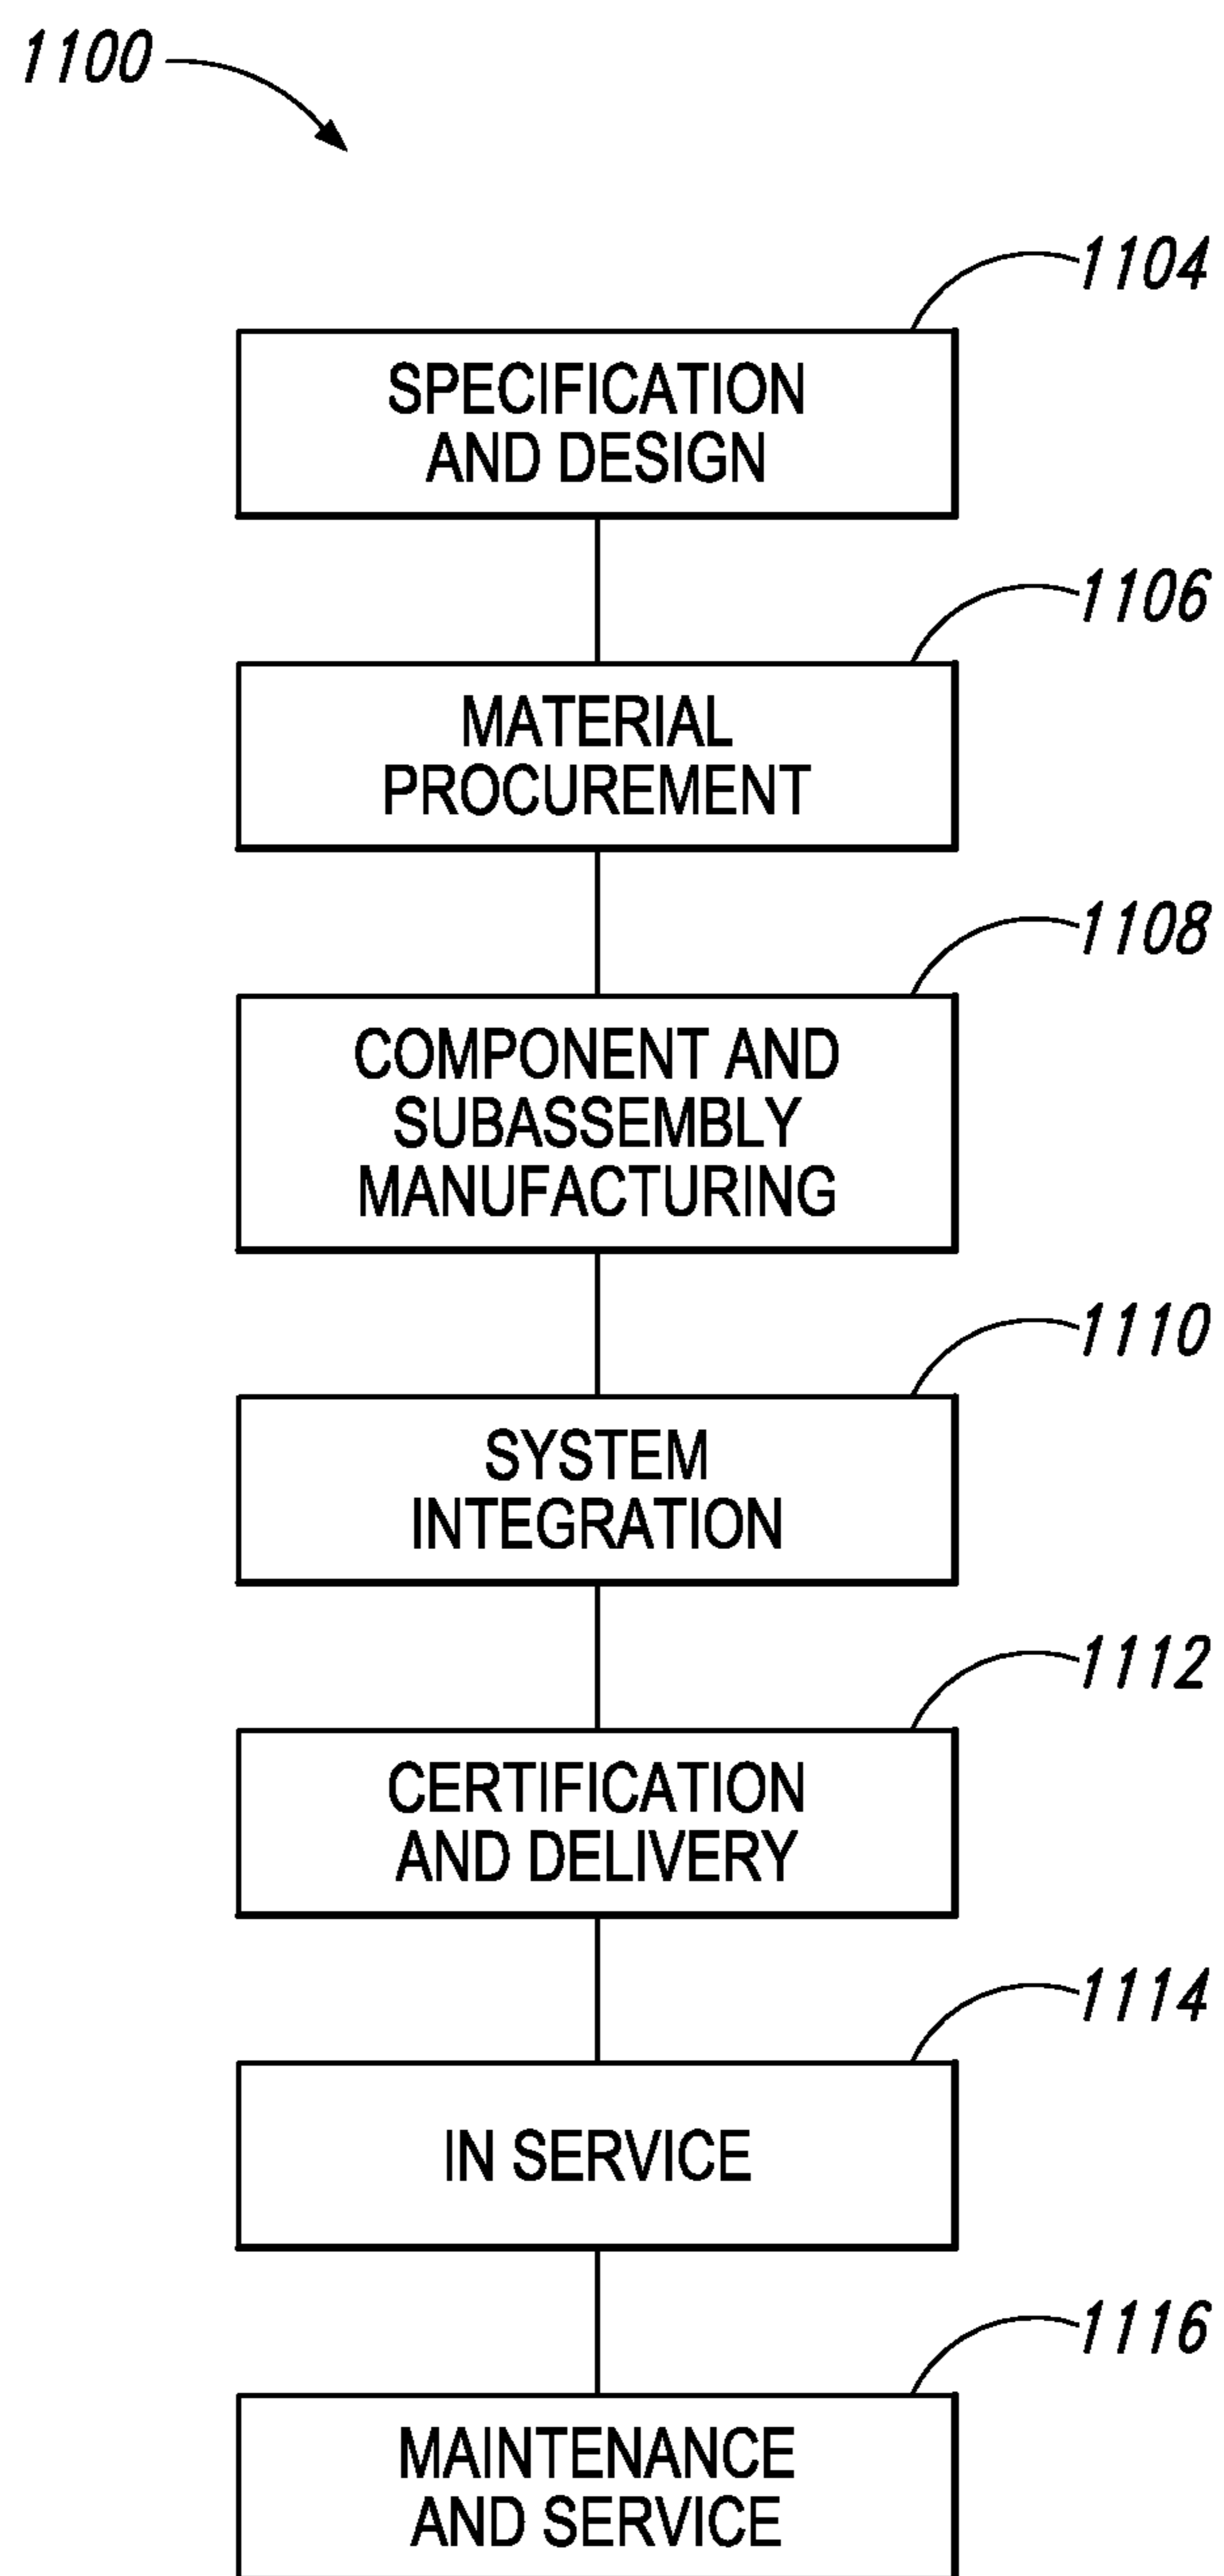 1100
1104
SPECIFICATION
AND DESIGN
1106
MATERIAL
PROCUREMENT
1108
COMPONENT AND
SUBASSEMBLY
MANUFACTURING
1110
SYSTEM
INTEGRATION
1112
CERTIFICATION
AND DELIVERY
1114
IN SERVICE
1116
MAINTENANCE
AND SERVICE